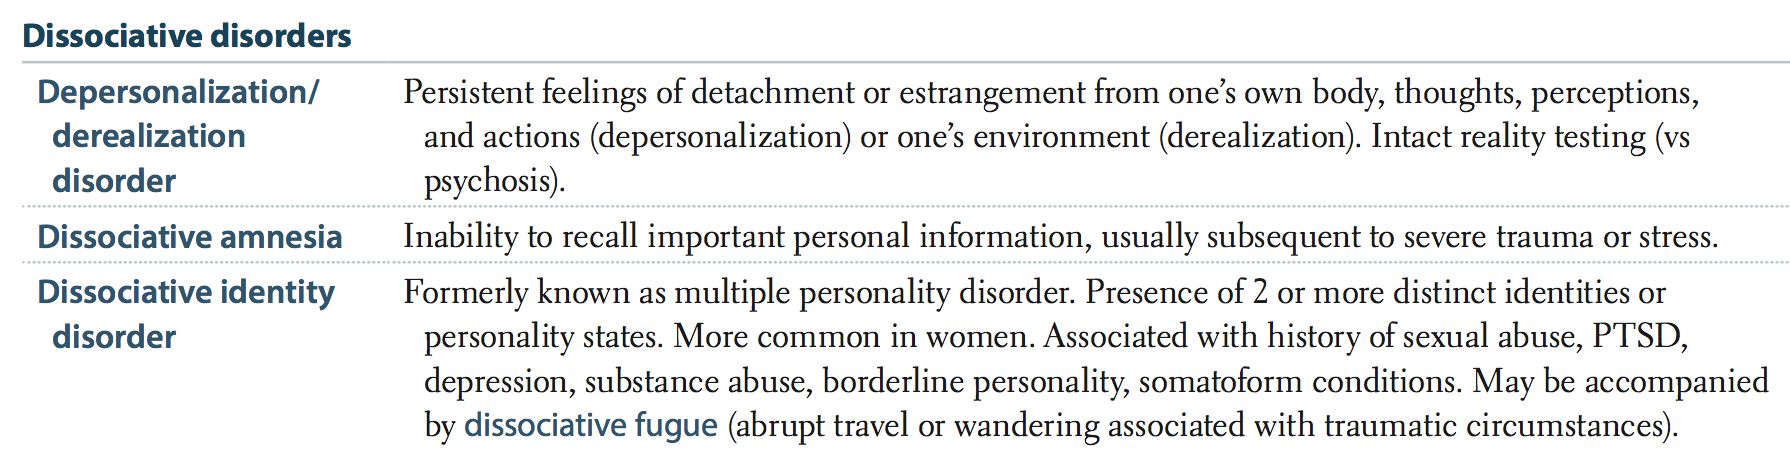 Dissociative disorders
Depersonalization/
derealization
disorder
Persistent feelings of detachment or estrangement from one’s own body, thoughts, perceptions,
and actions (depersonalization) or one’s environment (derealization). Intact reality testing (vs
psychosis).
Dissociative amnesia
Inability to recall important personal information, usually subsequent to severe trauma or stress.
Dissociative identity
disorder
Formerly known as multiple personality disorder. Presence of 2 or more distinct identities or
personality states. More common in women. Associated with history of sexual abuse, PTSD,
depression, substance abuse, borderline personality, somatoform conditions. May be accompanied
by dissociative fugue (abrupt travel or wandering associated with traumatic circumstances).